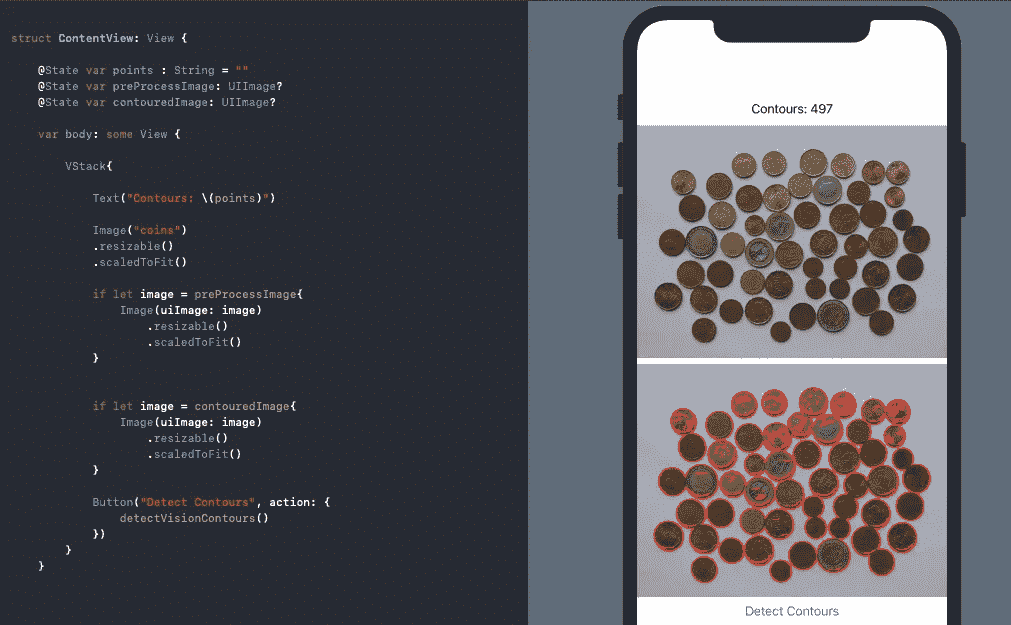 struct ContentView: View {
@State var points : String = ""
@State var preProcessImage: UIImage?
@State var contouredImage: UIImage?
var body: some View {
VStack{
Text("Contours: \(points)")
Image("coins")
.resizable()
.scaledToFit()
if let image = preProcessImage{
Image(uiImage: image)
.resizable()
.scaledToFit()
}
if let image = contouredImage{
Image(uiImage: image)
.resizable()
.scaledToFit()
}
Button("Detect Contours", action: {
detectVisionContours()
})
}
}
Contours: 497
Detect Contours